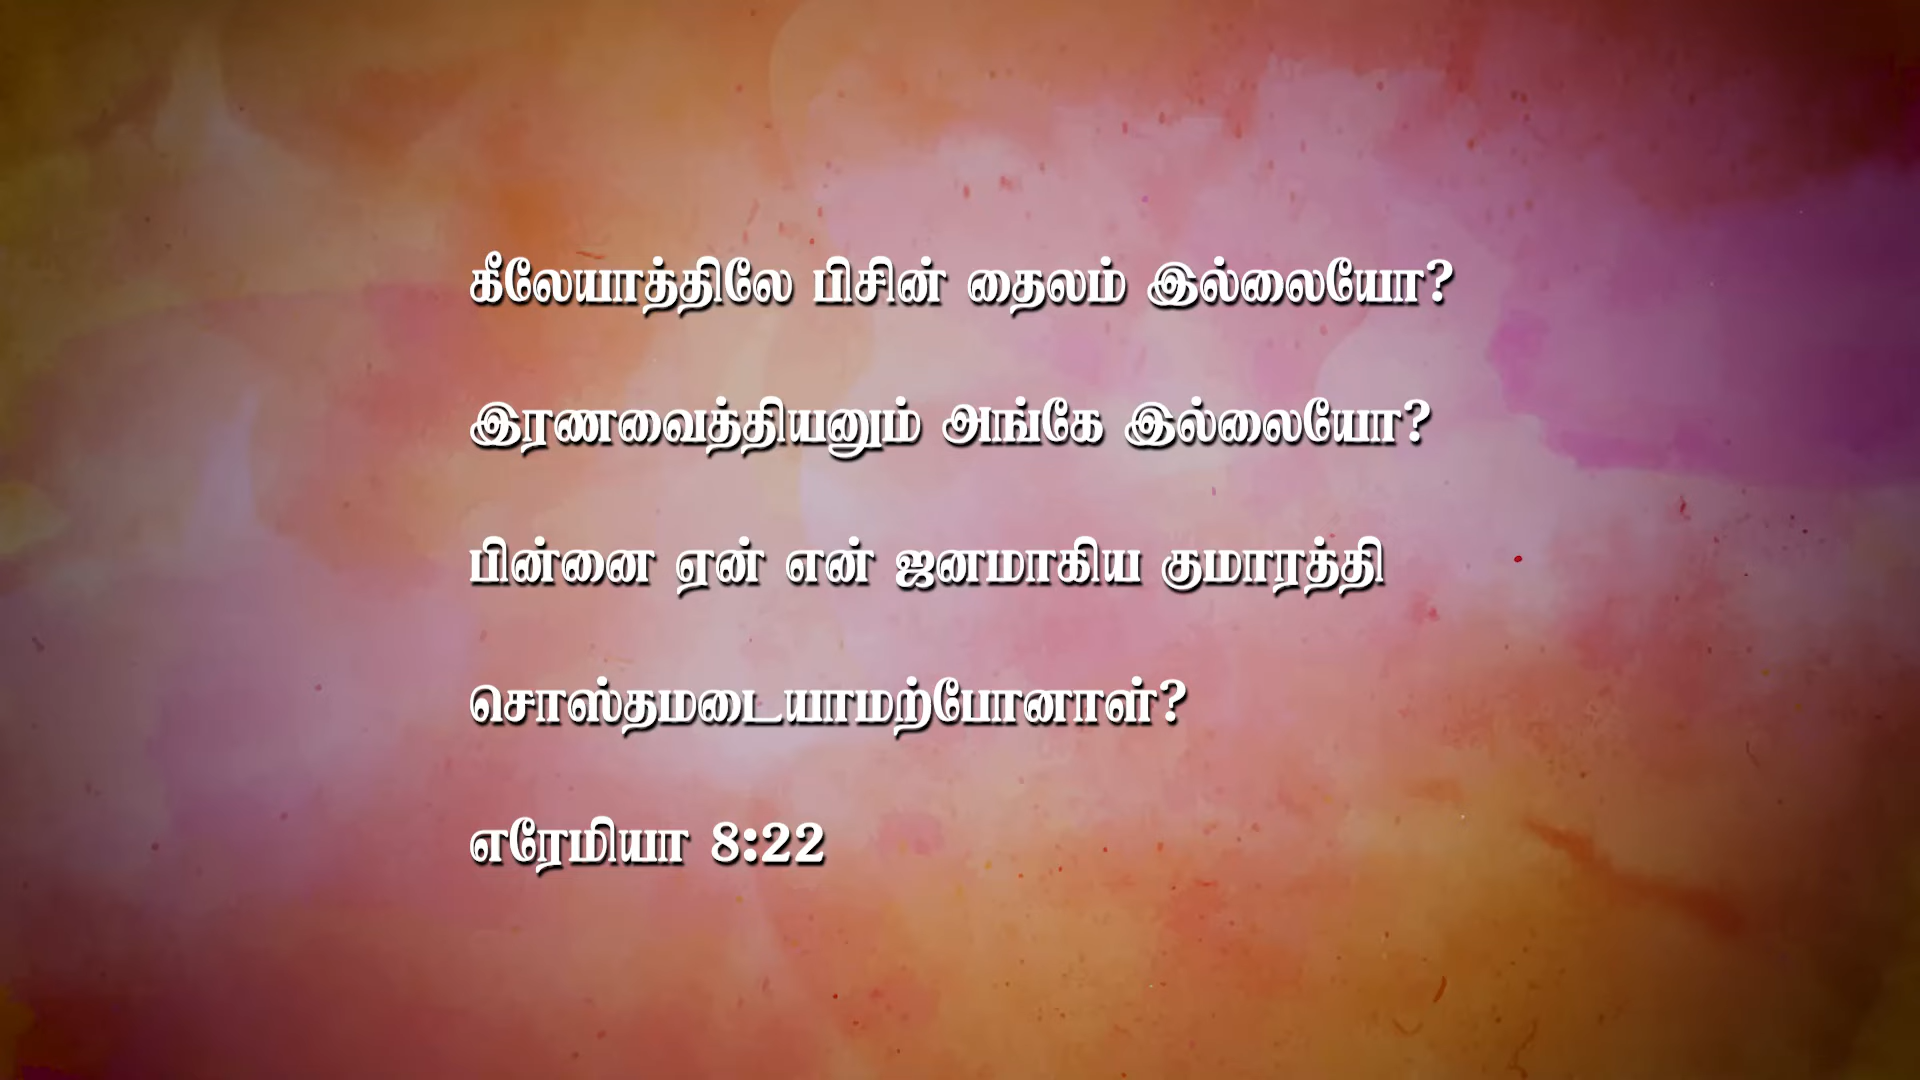 கீலேயாத்திலே பிசின் தைலம் இல்லையோ?
இரணவைத்தியனும் அங்கே இல்லையோ?
பின்னை ஏன் என் ஜனமாகிய குமாரத்தி
சொஸ்தமடையாமற்போனாள்?
எரேமியா 8:22